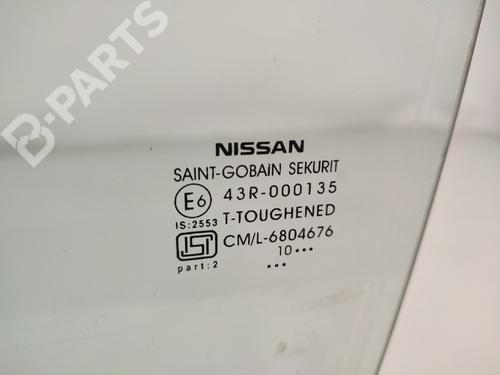 B-PARTS
NISSAN
SAINT-GOBAIN SEKURIT
E6 43R-000135
IS:2553 T-TOUGHENED
ISI CM/L-6804676
part:2 10•••
•••